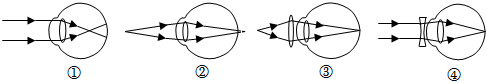 ① ② ③ ④